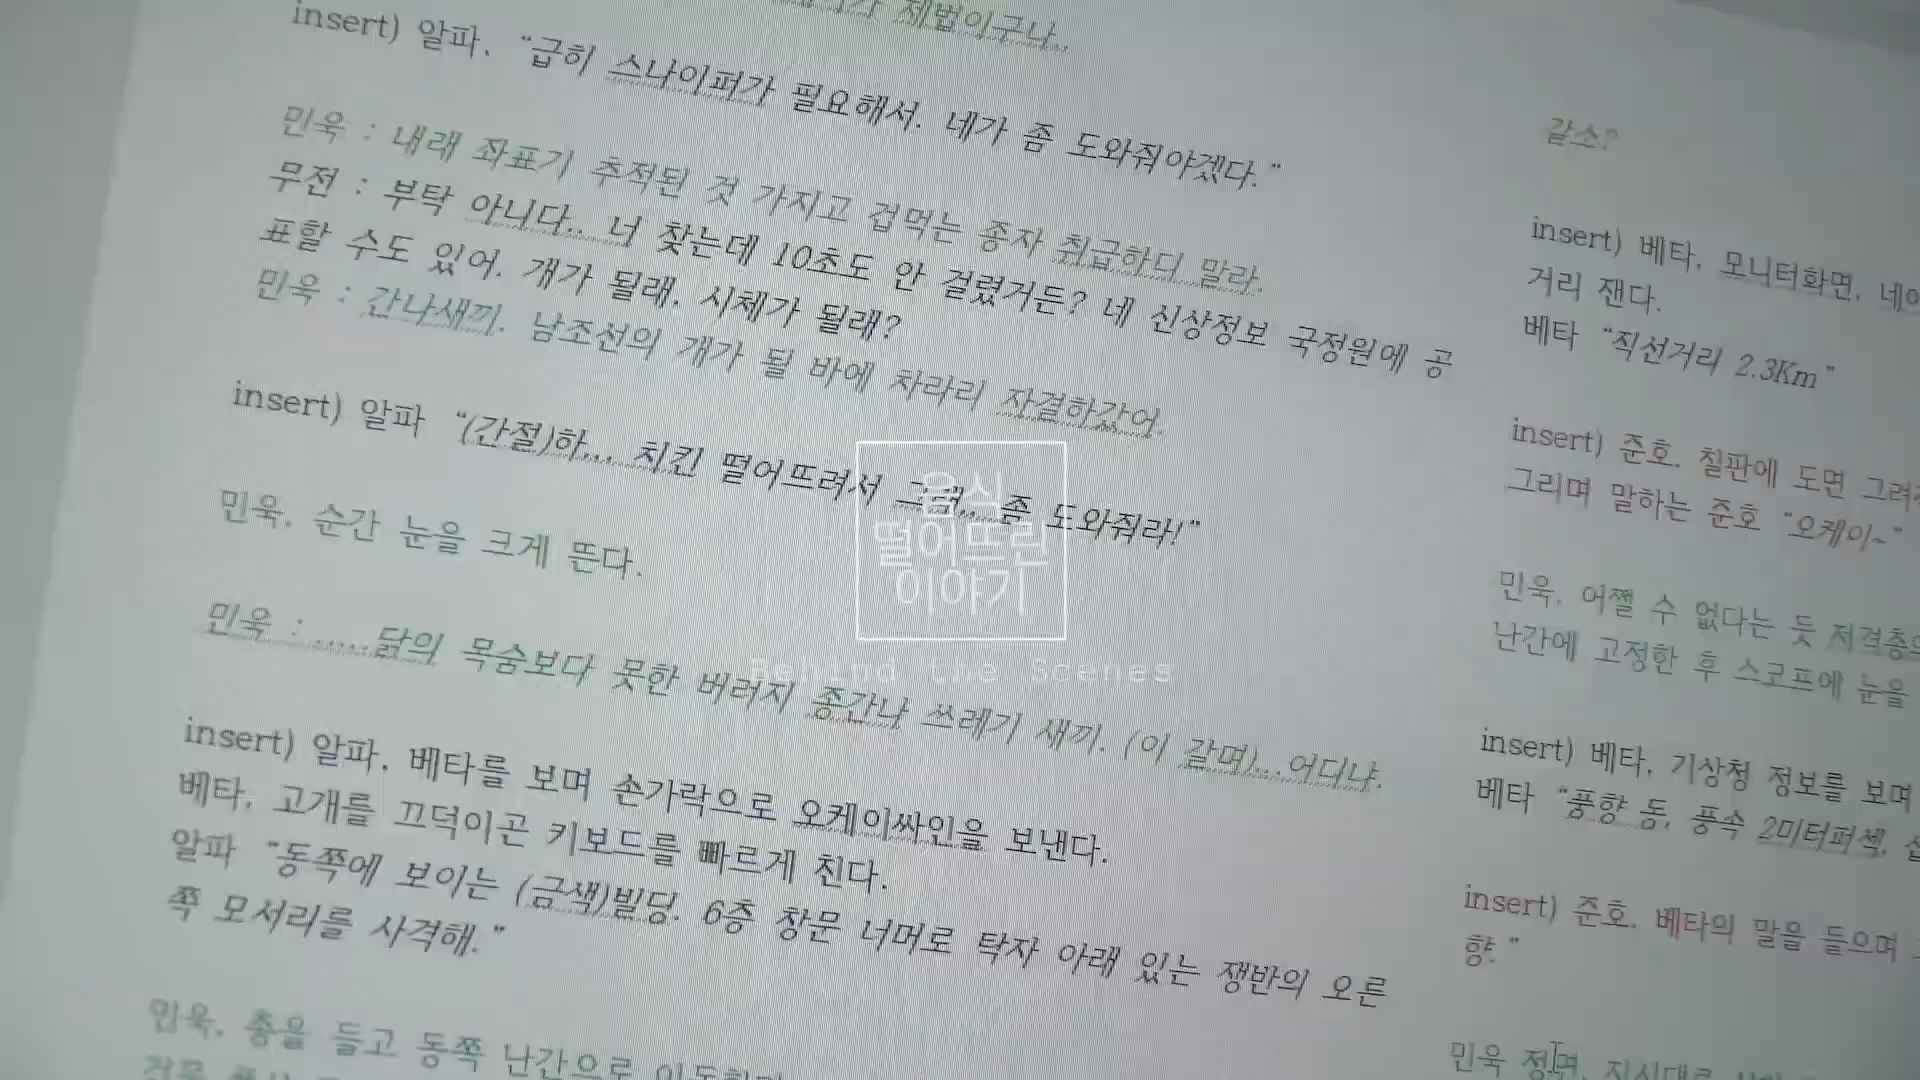 제법이구나..
insert) 알파. “급히 스나이퍼가 필요해서. 네가 좀 도와줘야겠다.”
민욱 : 내래 좌표기 추적된 것 가지고 겁먹는 종자 취급하디 말라.
무전 : 부탁 아니다.. 너 찾는데 10초도 안 걸렸거든? 네 신상정보 국정원에 공
표할 수도 있어. 개가 될래. 시체가 될래?
민욱 : 간나새끼. 남조선의 개가 될 바에 차라리 자결하갔어.
insert) 알파 “(간절)하... 치킨 떨어뜨려서 그래.. 좀 도와줘라!”
민욱. 순간 눈을 크게 뜬다.
민욱 : .....닭의 목숨보다 못한 버러지 종간나 쓰레기 새끼. (이 갈며)...어디냐.
insert) 알파. 베타를 보며 손가락으로 오케이싸인을 보낸다.
베타. 고개를 끄덕이곤 키보드를 빠르게 친다.
알파 “동쪽에 보이는 (금색)빌딩. 6층 창문 너머로 탁자 아래 있는 쟁반의 오른
쪽 모서리를 사격해.”
민욱. 총을 들고 동쪽 난간으로
같소?
insert) 베타. 모니터화면. 네이
거리 잰다.
베타 “직선거리 2.3Km”
insert) 준호. 칠판에 도면 그려
그리며 말하는 준호 “오케이~”
민욱. 어쩔 수 없다는 듯 저격총의
난간에 고정한 후 스코프에 눈을
insert) 베타. 기상청 정보를 보며
베타 “풍향 동. 풍속 2미터퍼섹.
insert) 준호. 베타의 말을 들으며
향.”
민욱 정면. 지시대로
음식
떨어뜨린
이야기
Behind the Scenes